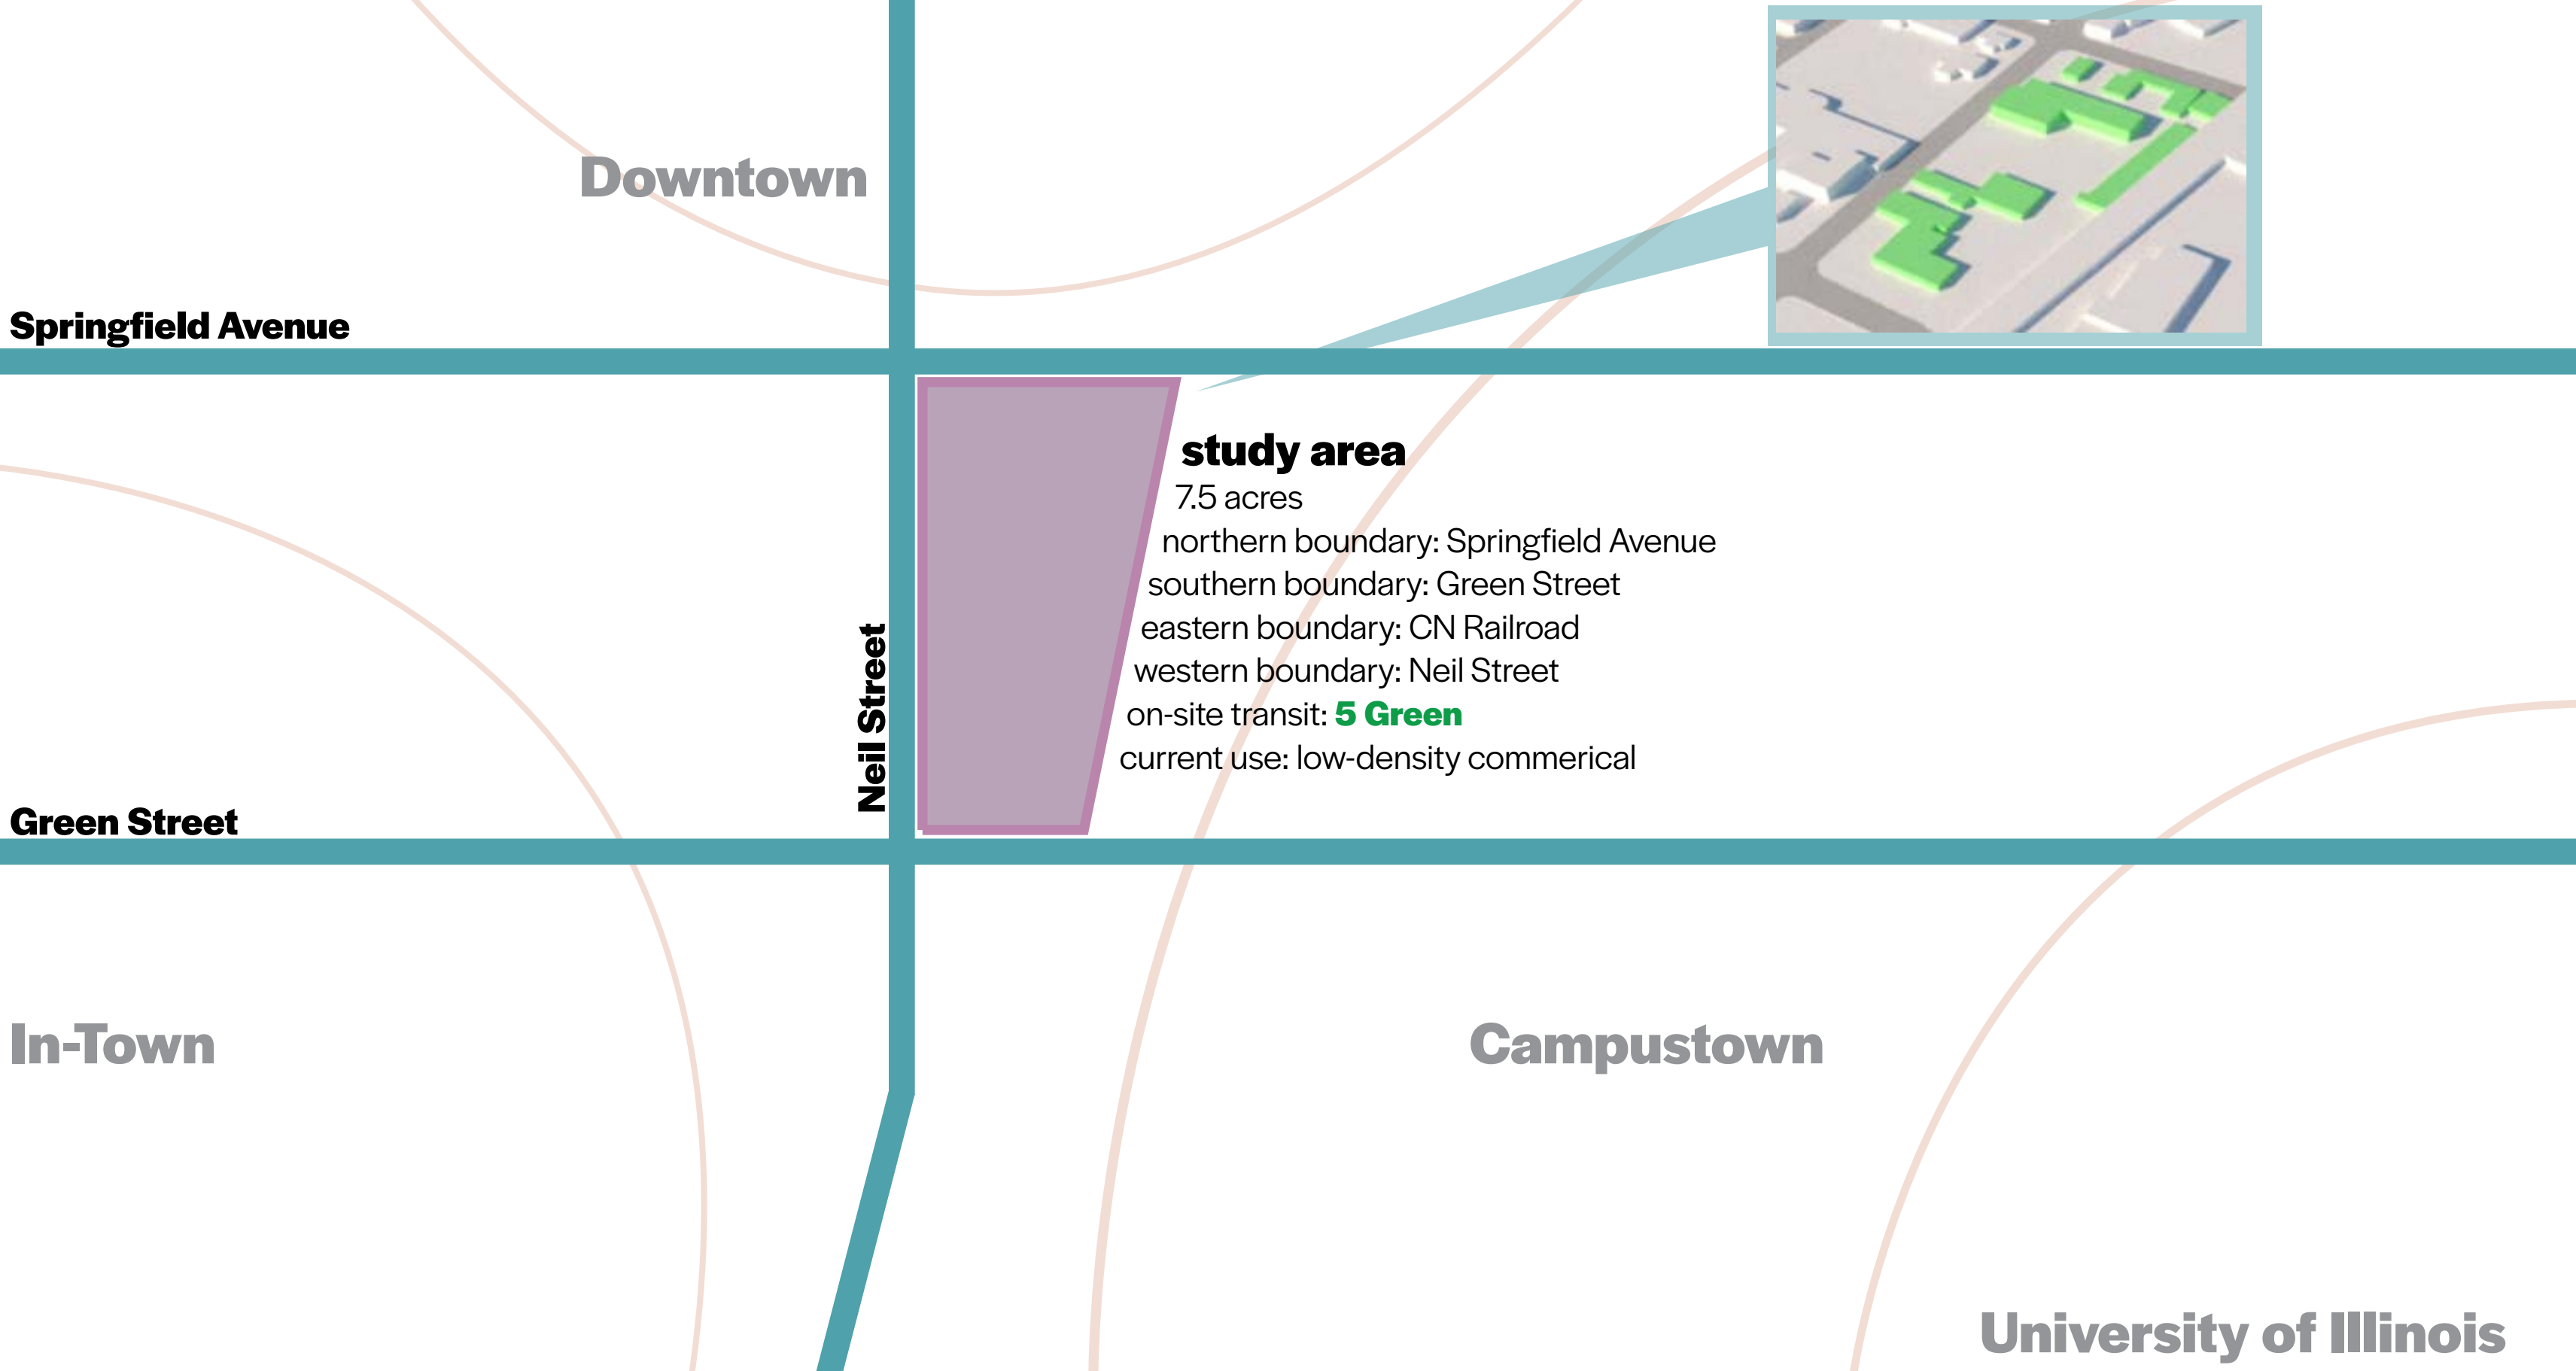 Downtown
Springfield Avenue
study area
7.5 acres
northern boundary: Springfield Avenue
southern boundary: Green Street
eastern boundary: CN Railroad
western boundary: Neil Street
on-site transit: 5 Green
current use: low-density commerical
Neil Street
Green Street
In-Town
Campustown
University of Illinois